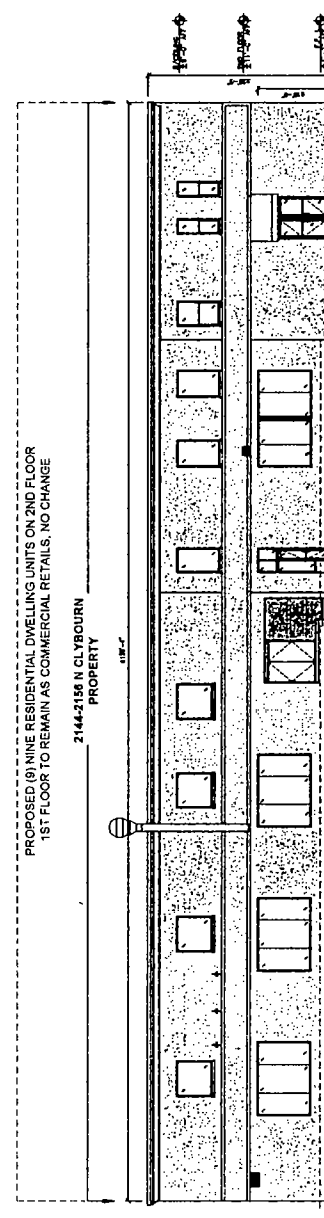 PROPOSED (9) NINE RESIDENTIAL DWELLING UNITS ON 2ND FLOOR
1ST FLOOR TO REMAIN AS COMMERCIAL RETAILS, NO CHANGE
2144-2156 N CLYBOURN
PROPERTY